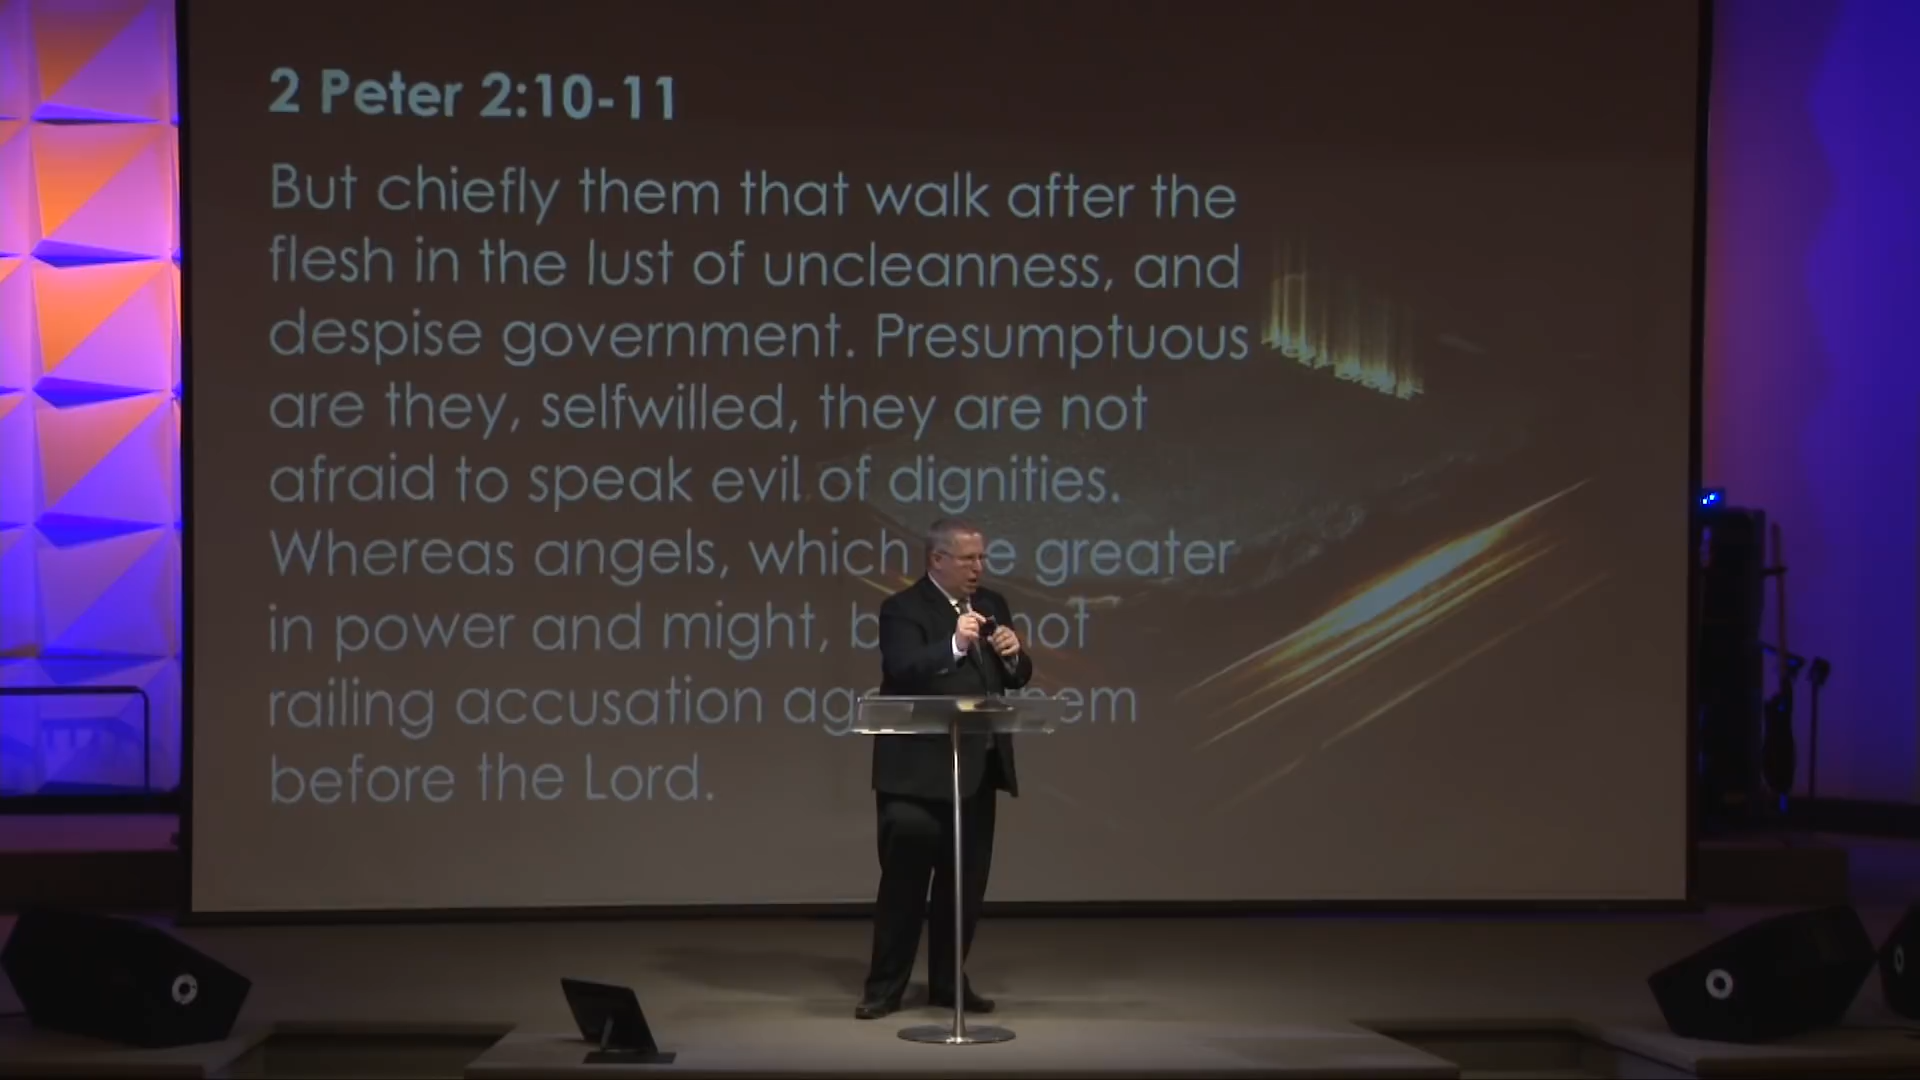 2 Peter 2:10-11
But chiefly them that walk after the
flesh in the lust of uncleanness, and
despise government. Presumptuous
are they, selfwilled, they are not
afraid to speak evil of dignities.
Whereas angels, which greater
in power and might, not
railing accusation
before the Lord.